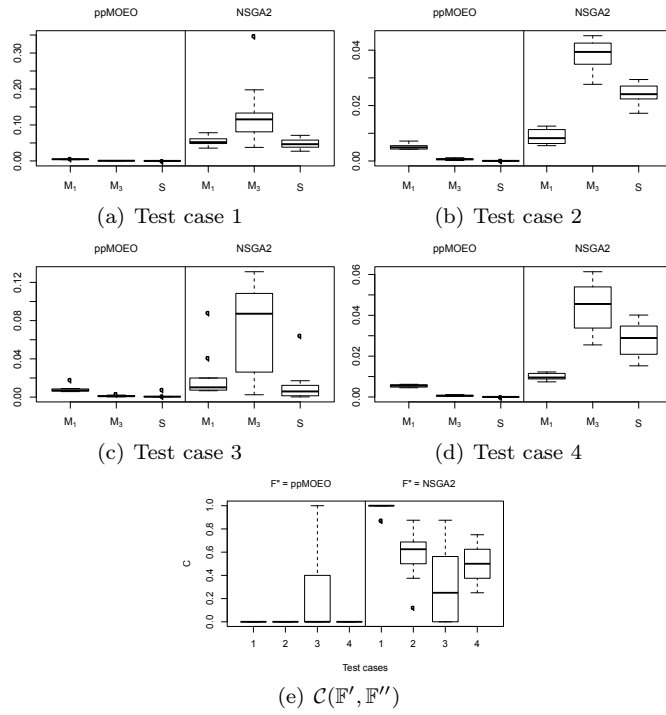 ppMOEO NSGA2
0.00 0.10 0.20 0.30
M₁ M₃ S M₁ M₃ S
(a) Test case 1
ppMOEO NSGA2
0.00 0.02 0.04
M₁ M₃ S M₁ M₃ S
(b) Test case 2
ppMOEO NSGA2
0.00 0.04 0.08 0.12
M₁ M₃ S M₁ M₃ S
(c) Test case 3
ppMOEO NSGA2
0.00 0.02 0.04 0.06
M₁ M₃ S M₁ M₃ S
(d) Test case 4
F" = ppMOEO F" = NSGA2
C
0.0 0.2 0.4 0.6 0.8 1.0
1 2 3 4 1 2 3 4
Test cases
(e) 𝒞(𝔽′, 𝔽′′)